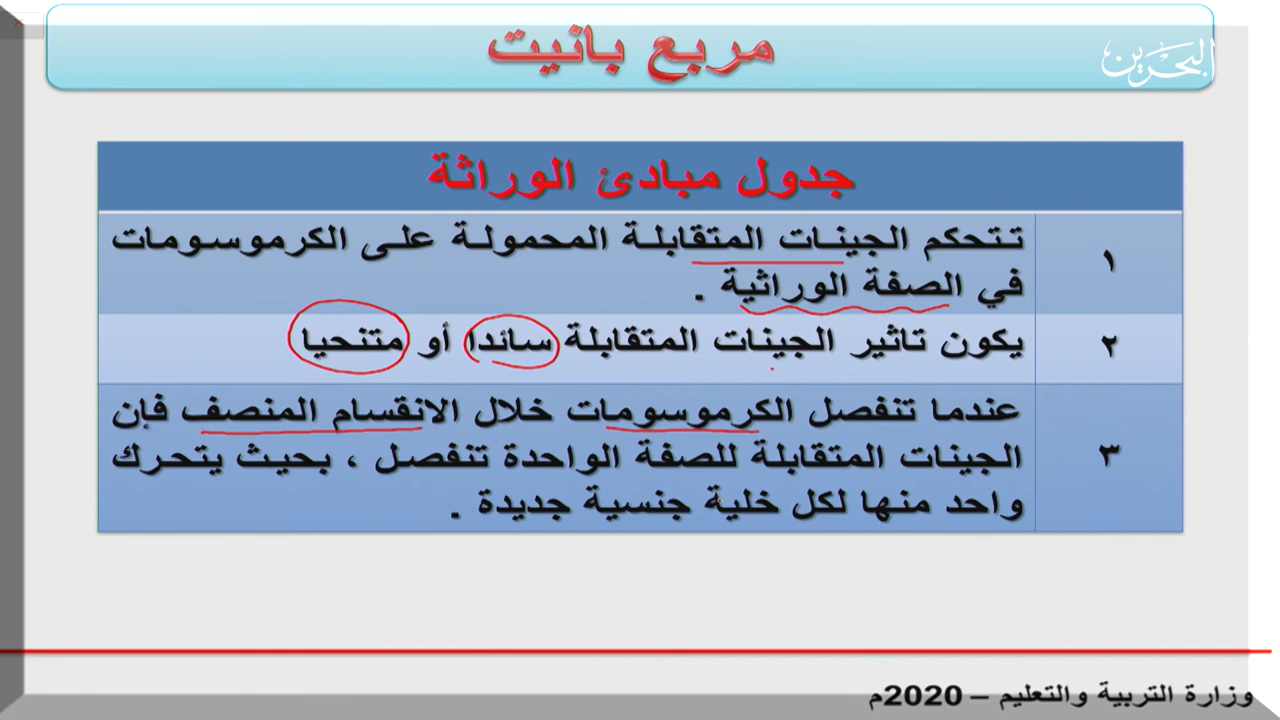 مربع بانيت
البحرين
جدول مبادئ الوراثة
١
تتحكم الجينات المتقابلة المحمولة على الكرموسومات
في الصفة الوراثية .
٢
يكون تاثير الجينات المتقابلة سائدا أو متنحيا
٣
عندما تنفصل الكرموسومات خلال الانقسام المنصف فإن
الجينات المتقابلة للصفة الواحدة تنفصل ، بحيث يتحرك
واحد منها لكل خلية جنسية جديدة .
وزارة التربية والتعليم – 2020م